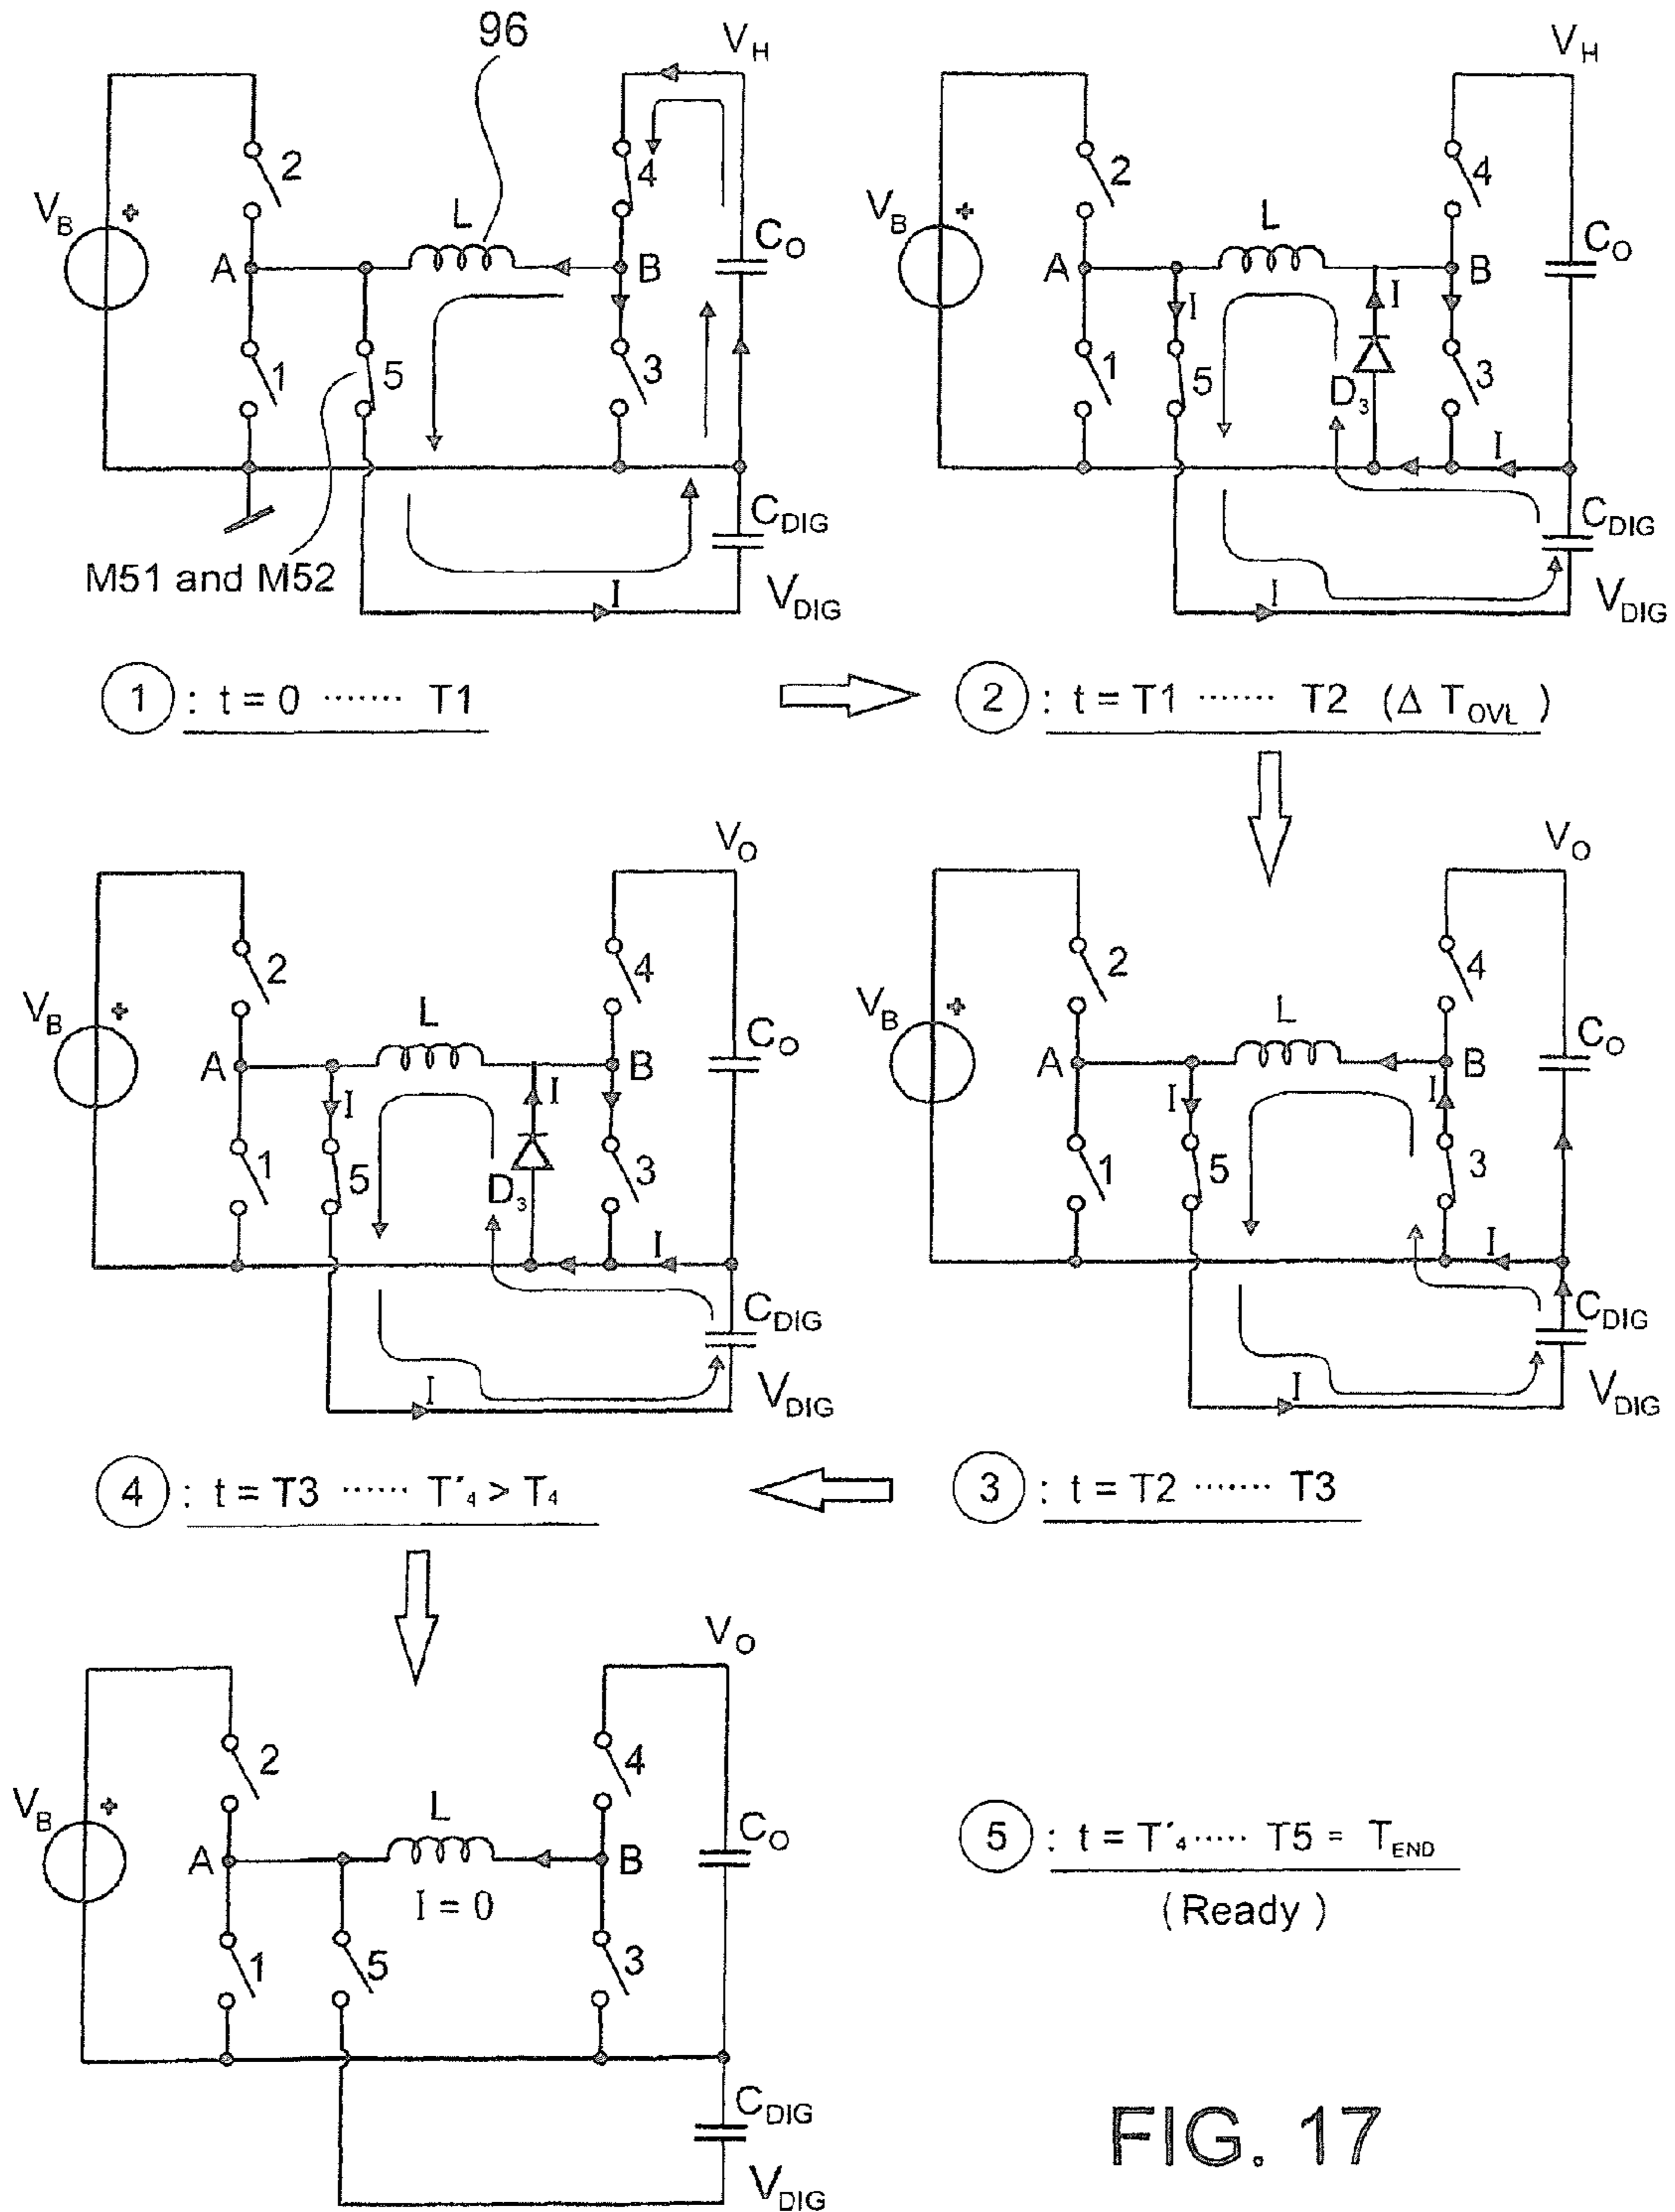 96
V_H
2
V_B
+
L
4
C_O
A
B
1
5
3
C_DIG
M51 and M52
I
V_DIG
V_H
2
V_B
+
L
4
C_O
A
B
I
I
1
5
D_3
3
I
C_DIG
I
V_DIG
1 : t = 0 ······· T1
2 : t = T1 ······· T2 (Δ T_OVL )
V_O
2
V_B
+
L
4
C_O
A
B
I
I
1
5
D_3
3
I
C_DIG
I
V_DIG
V_O
2
V_B
+
L
4
C_O
A
B
I
I
1
5
3
I
C_DIG
I
V_DIG
4 : t = T3 ······ T´_4 > T_4
3 : t = T2 ······· T3
V_O
2
V_B
+
L
4
C_O
A
B
I = 0
1
5
3
C_DIG
V_DIG
5 : t = T´_4 ····· T5 = T_END
( Ready )
FIG. 17